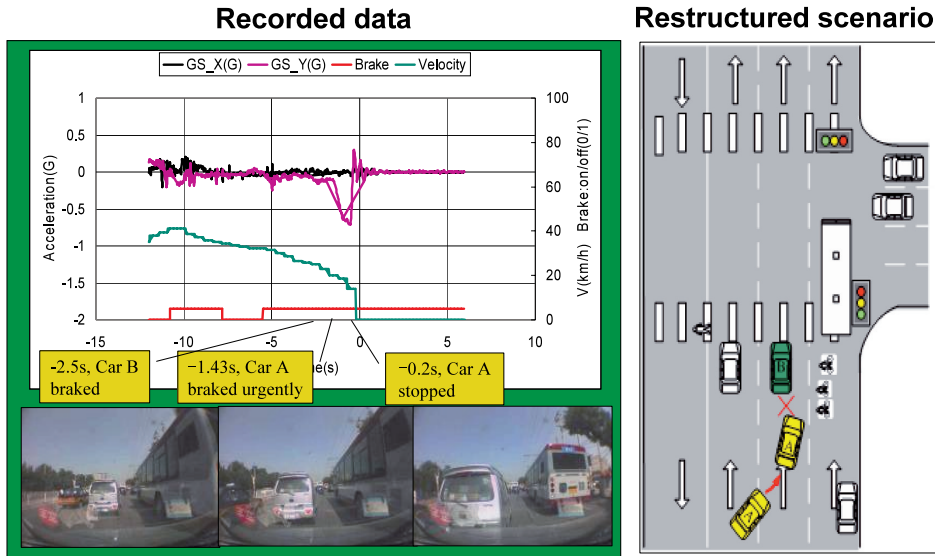 Recorded data
Restructured scenario
GS_X(G) GS_Y(G) Brake Velocity
1
0.5
0
-0.5
-1
-1.5
-2
Acceleration(G)
100
80
60
40
20
0
V(km/h) Brake:on/off(0/1)
-15 -10 -5 0 5 10
e(s)
-2.5s, Car B
braked
−1.43s, Car A
braked urgently
−0.2s, Car A
stopped
B
A
A